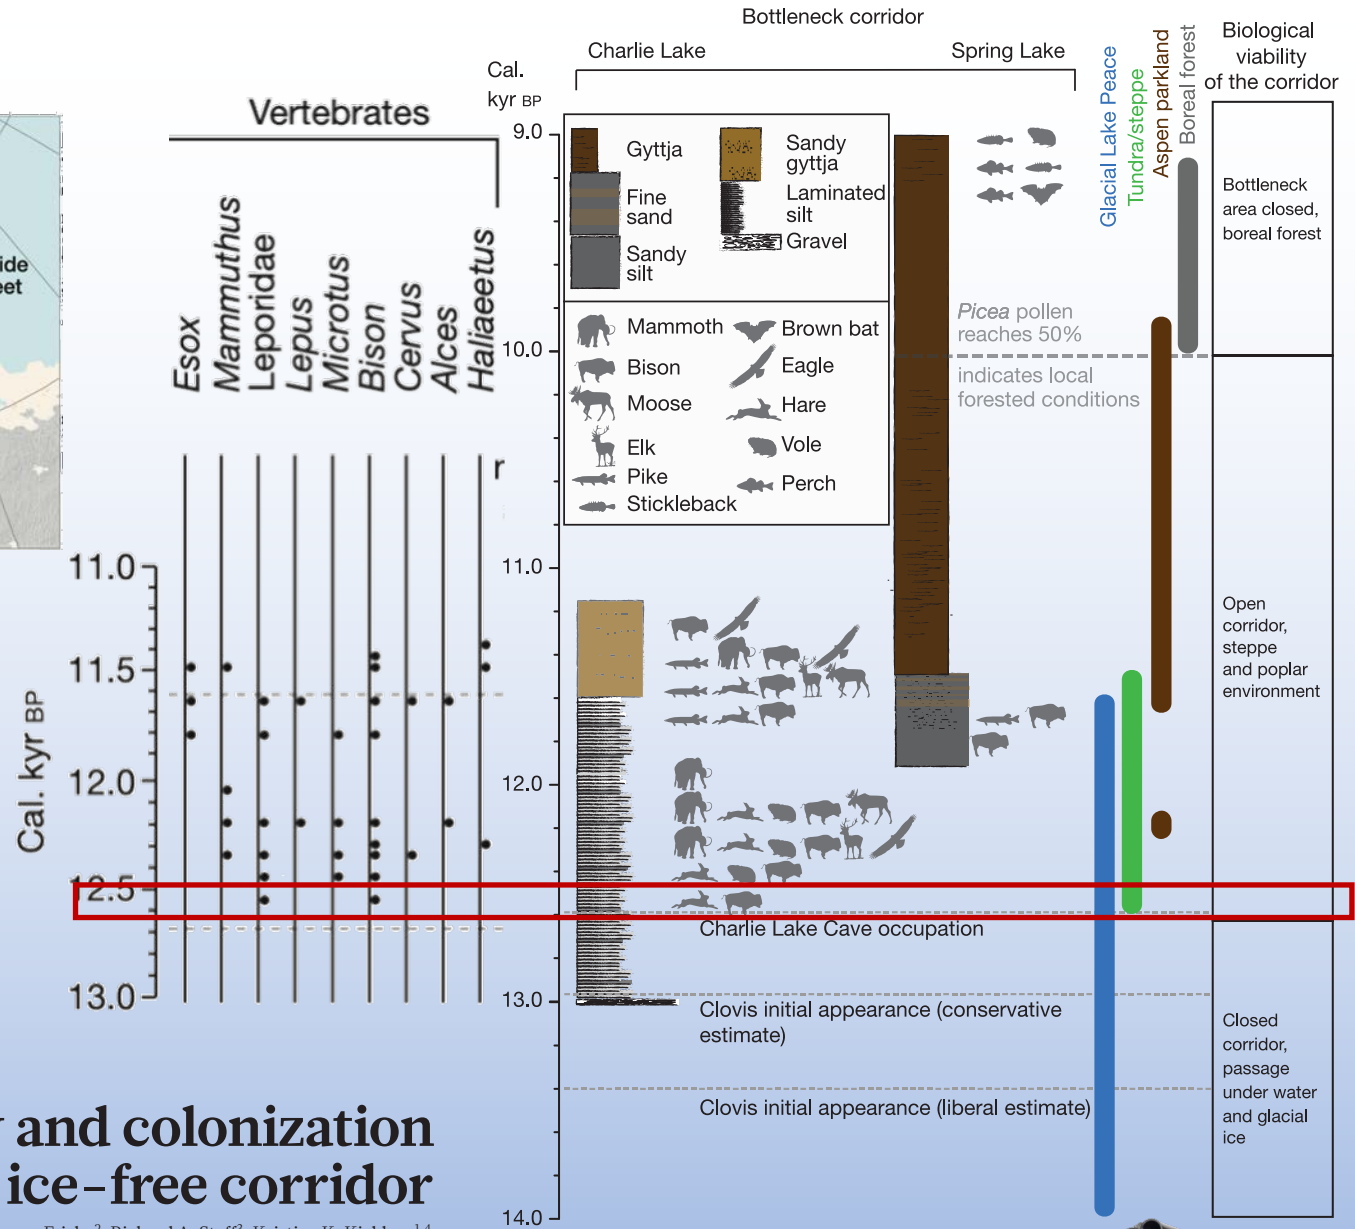 ide
eet
Vertebrates
Esox
Mammuthus
Leporidae
Lepus
Microtus
Bison
Cervus
Alces
Haliaeetus
r
Cal. kyr BP
11.0
11.5
12.0
12.5
13.0
Bottleneck corridor
Charlie Lake
Spring Lake
Cal.
kyr BP
9.0
10.0
11.0
12.0
13.0
14.0
Gyttja
Fine
sand
Sandy
silt
Sandy
gyttja
Laminated
silt
Gravel
Mammoth
Bison
Moose
Elk
Pike
Stickleback
Brown bat
Eagle
Hare
Vole
Perch
Picea pollen
reaches 50%
indicates local
forested conditions
Charlie Lake Cave occupation
Clovis initial appearance (conservative
estimate)
Clovis initial appearance (liberal estimate)
Glacial Lake Peace
Tundra/steppe
Aspen parkland
Boreal forest
Biological
viability
of the corridor
Bottleneck
area closed,
boreal forest
Open
corridor,
steppe
and poplar
environment
Closed
corridor,
passage
under water
and glacial
ice
and colonization
ice-free corridor